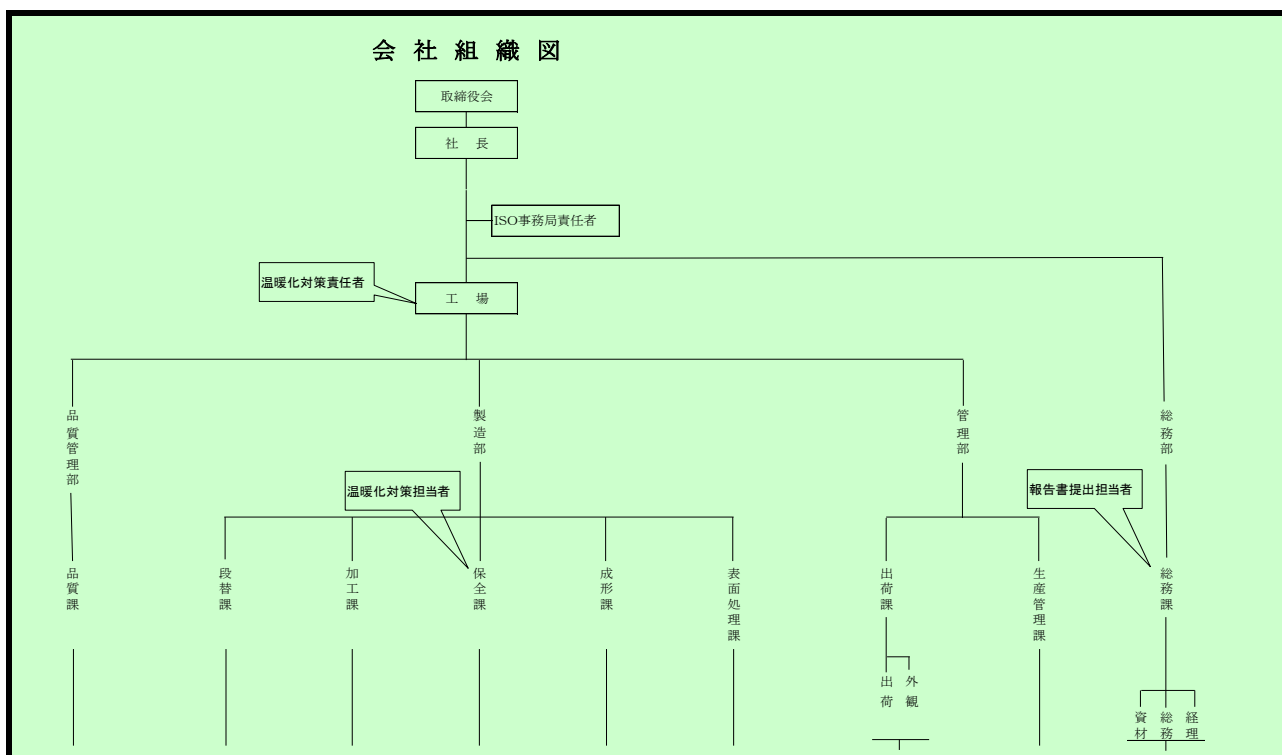 会社組織図
取締役会
社長
ISO事務局責任者
温暖化対策責任者
工場
品質管理部
製造部
管理部
総務部
温暖化対策担当者
報告書提出担当者
品質課
段替課
加工課
保全課
成形課
表面処理課
出荷課
生産管理課
総務課
出荷
外観
資材
総務
経理